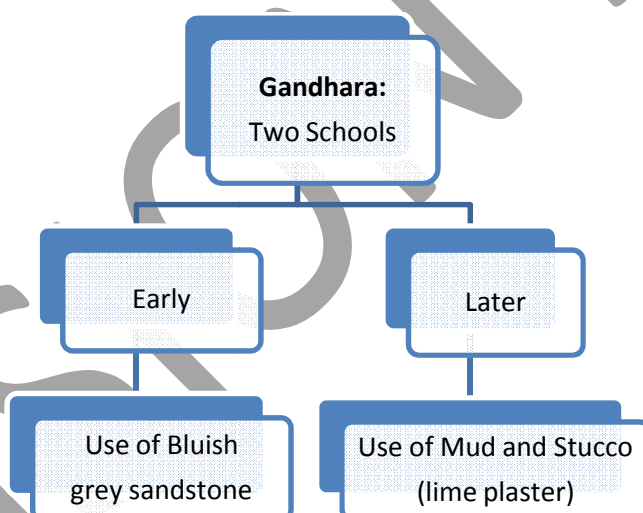 Gandhara:
Two Schools
Early
Later
Use of Bluish
grey sandstone
Use of Mud and Stucco
(lime plaster)